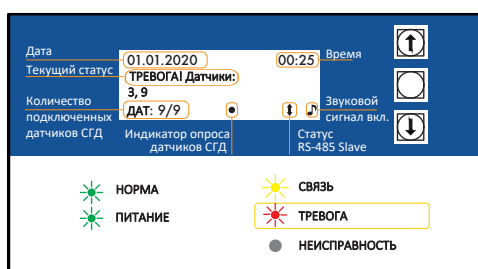 Дата
01.01.2020
00:25
Время
Текущий статус
ТРЕВОГА! Датчики:
3, 9
Количество
подключенных
датчиков СГД
ДАТ: 9/9
Звуковой
сигнал вкл.
Индикатор опроса
датчиков СГД
Статус
RS-485 Slave
НОРМА
СВЯЗЬ
ПИТАНИЕ
ТРЕВОГА
НЕИСПРАВНОСТЬ